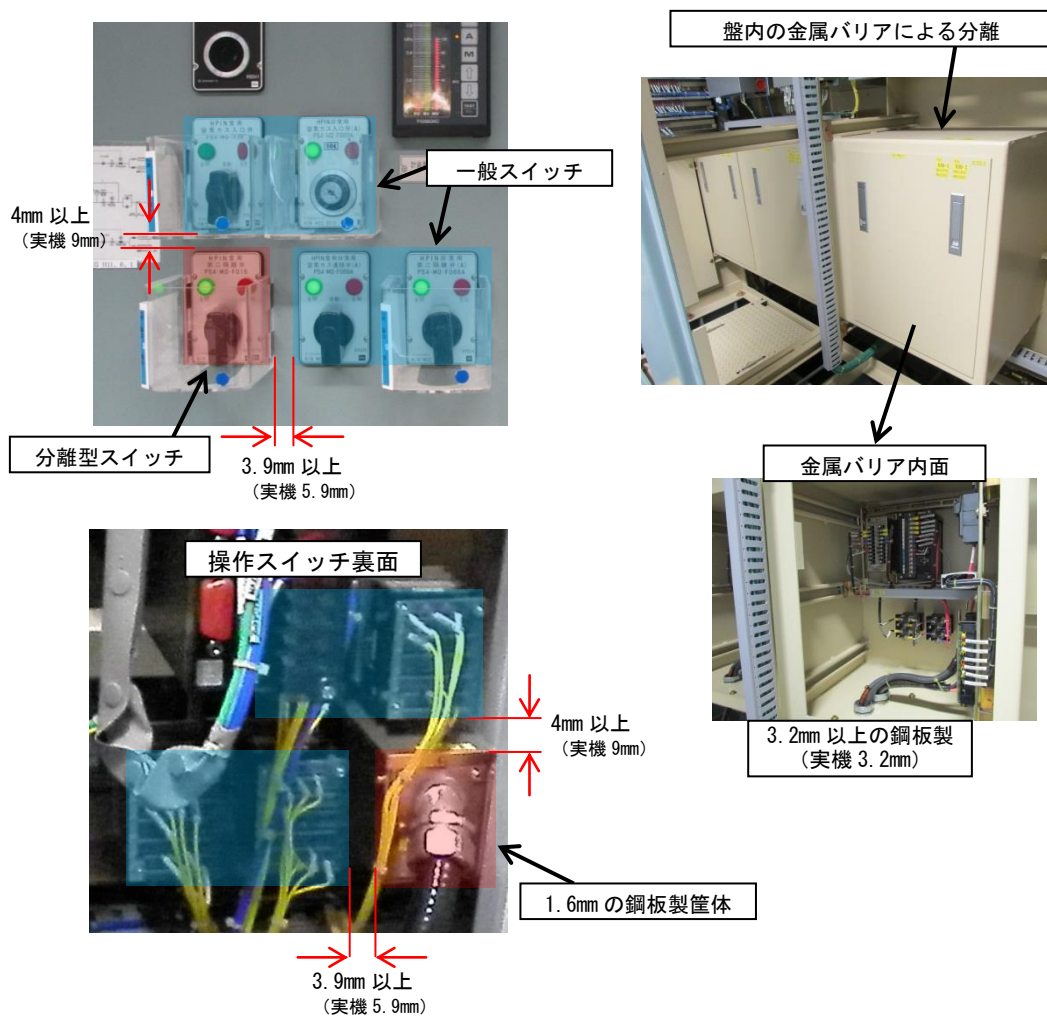 盤内の金属バリアによる分離
一般スイッチ
4mm 以上
(実機 9mm)
分離型スイッチ
3.9mm 以上
(実機 5.9mm)
金属バリア内面
操作スイッチ裏面
4mm 以上
(実機 9mm)
3.2mm 以上の鋼板製
(実機 3.2mm)
1.6mm の鋼板製筐体
3.9mm 以上
(実機 5.9mm)
A
M